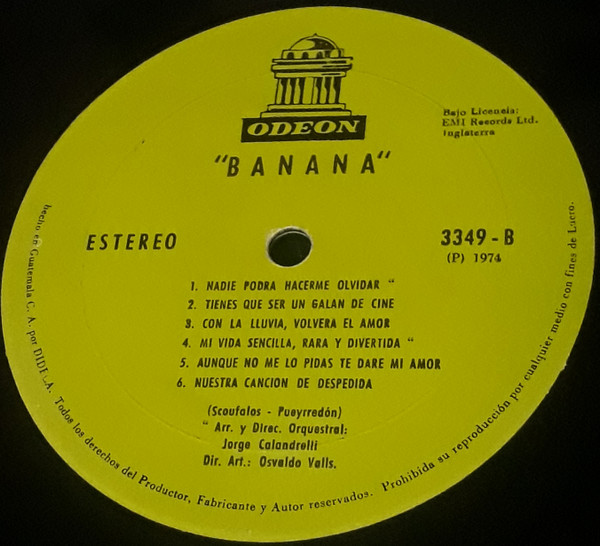 ODEON
Bajo Licencia:
EMI Records Ltd.
Inglaterra
"BANANA"
ESTEREO
3349-B
(P) 1974
1. NADIE PODRA HACERME OLVIDAR "
2. TIENES QUE SER UN GALAN DE CINE
3. CON LA LLUVIA, VOLVERA EL AMOR
4. MI VIDA SENCILLA, RARA Y DIVERTIDA "
5. AUNQUE NO ME LO PIDAS TE DARE MI AMOR
6. NUESTRA CANCION DE DESPEDIDA
(Scoufalos - Pueyrredón)
" Arr. y Direc. Orquestral:
Jorge Calandrelli
Dir. Art.: Osvaldo Valls.
hecho en Guatemala C. A. por DIDECA. Todos los derechos del Productor, Fabricante y Autor reservados. Prohibida su reproducción por cualquier medio con fines de Lucro.